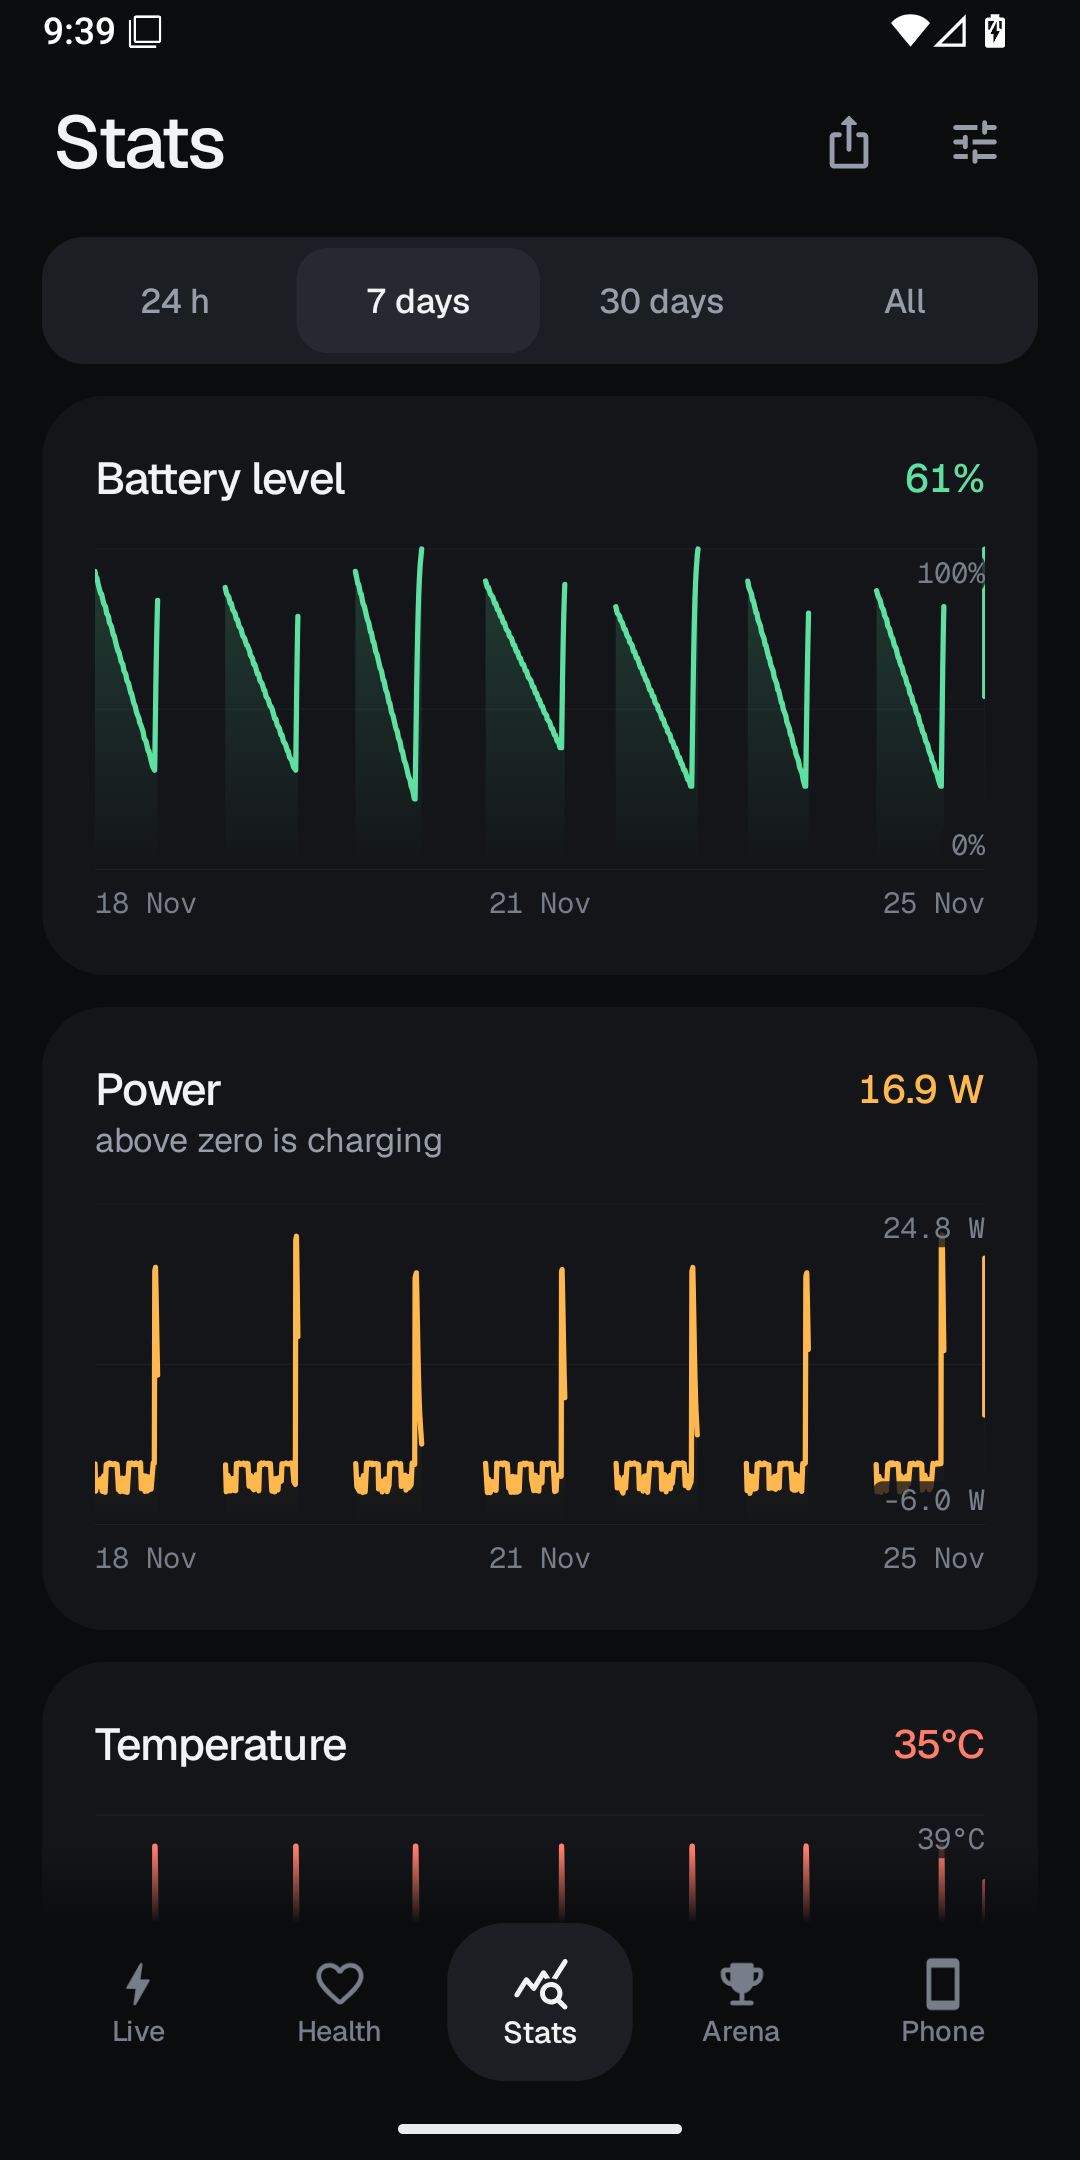 9:39
Stats
24 h 7 days 30 days All
Battery level 61%
100%
0%
18 Nov 21 Nov 25 Nov
Power 16.9 W
above zero is charging
24.8 W
-6.0 W
18 Nov 21 Nov 25 Nov
Temperature 35°C
39°C
Live Health Stats Arena Phone